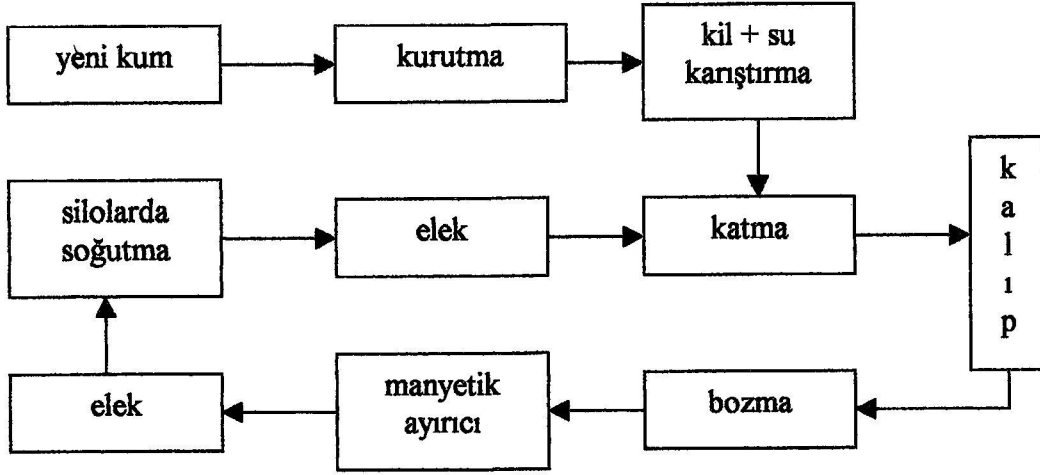 yeni kum
kurutma
kil + su
karıştırma
silolarda
soğutma
elek
katma
k
a
l
ı
p
elek
manyetik
ayırıcı
bozma